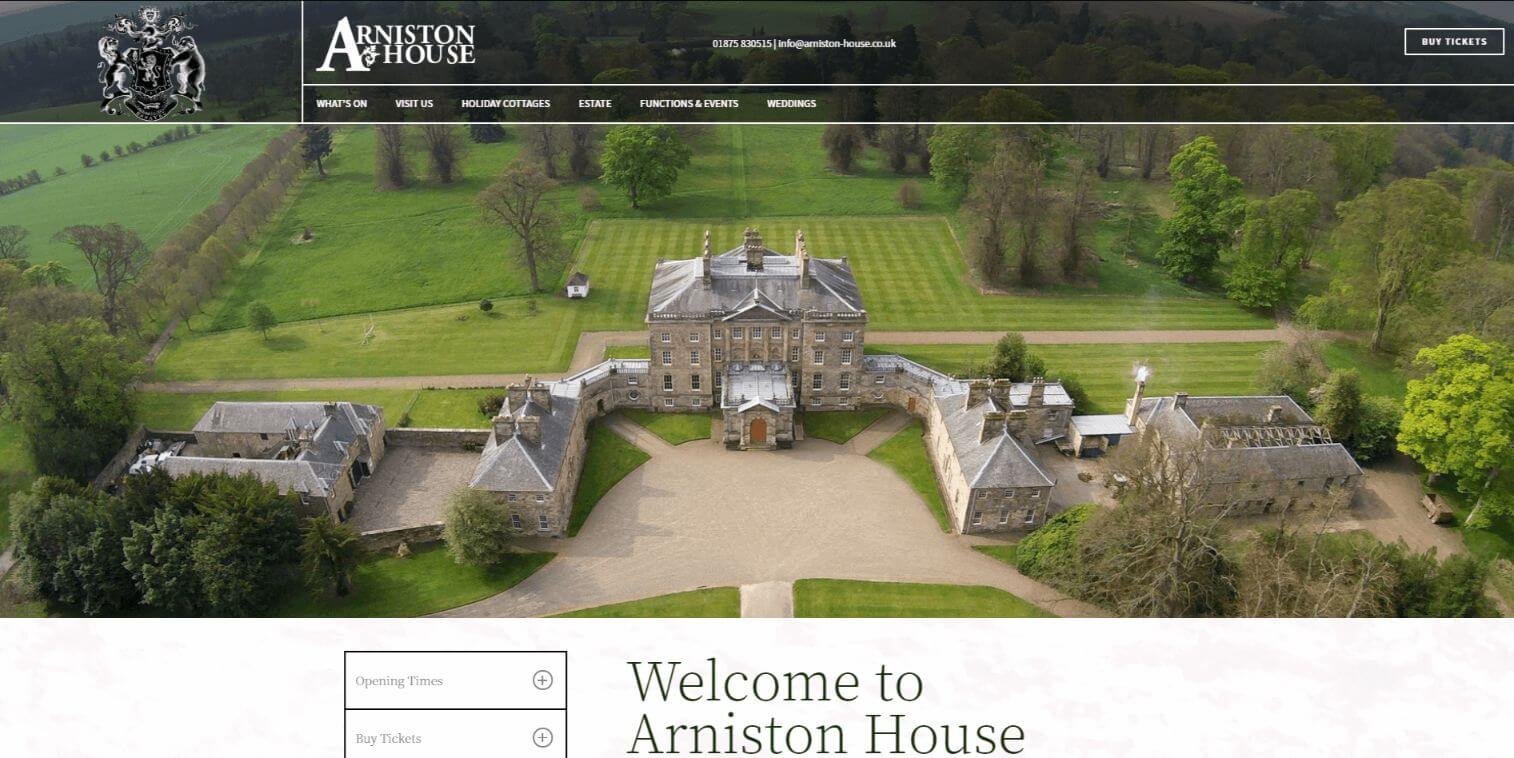 ARNISTON
HOUSE
01875 830515 | info@arniston-house.co.uk
BUY TICKETS
WHAT'S ON VISIT US HOLIDAY COTTAGES ESTATE FUNCTIONS & EVENTS WEDDINGS
Opening Times
Buy Tickets
Welcome to
Arniston House